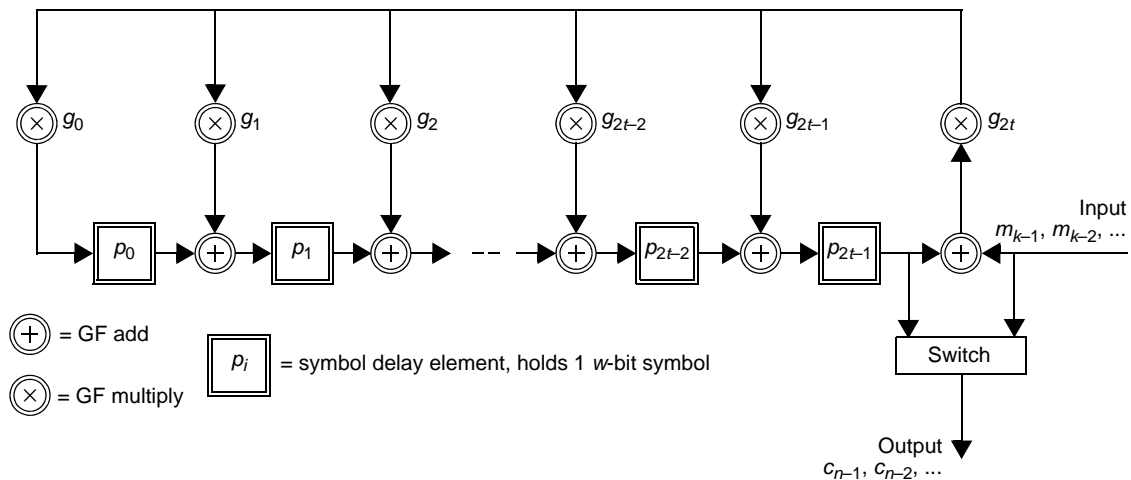 g0 g1 g2 g2t–2 g2t–1 g2t
Input
mk–1, mk–2, ...
p0 p1 p2t–2 p2t–1
= GF add
pi = symbol delay element, holds 1 w-bit symbol
Switch
= GF multiply
Output
cn–1, cn–2, ...